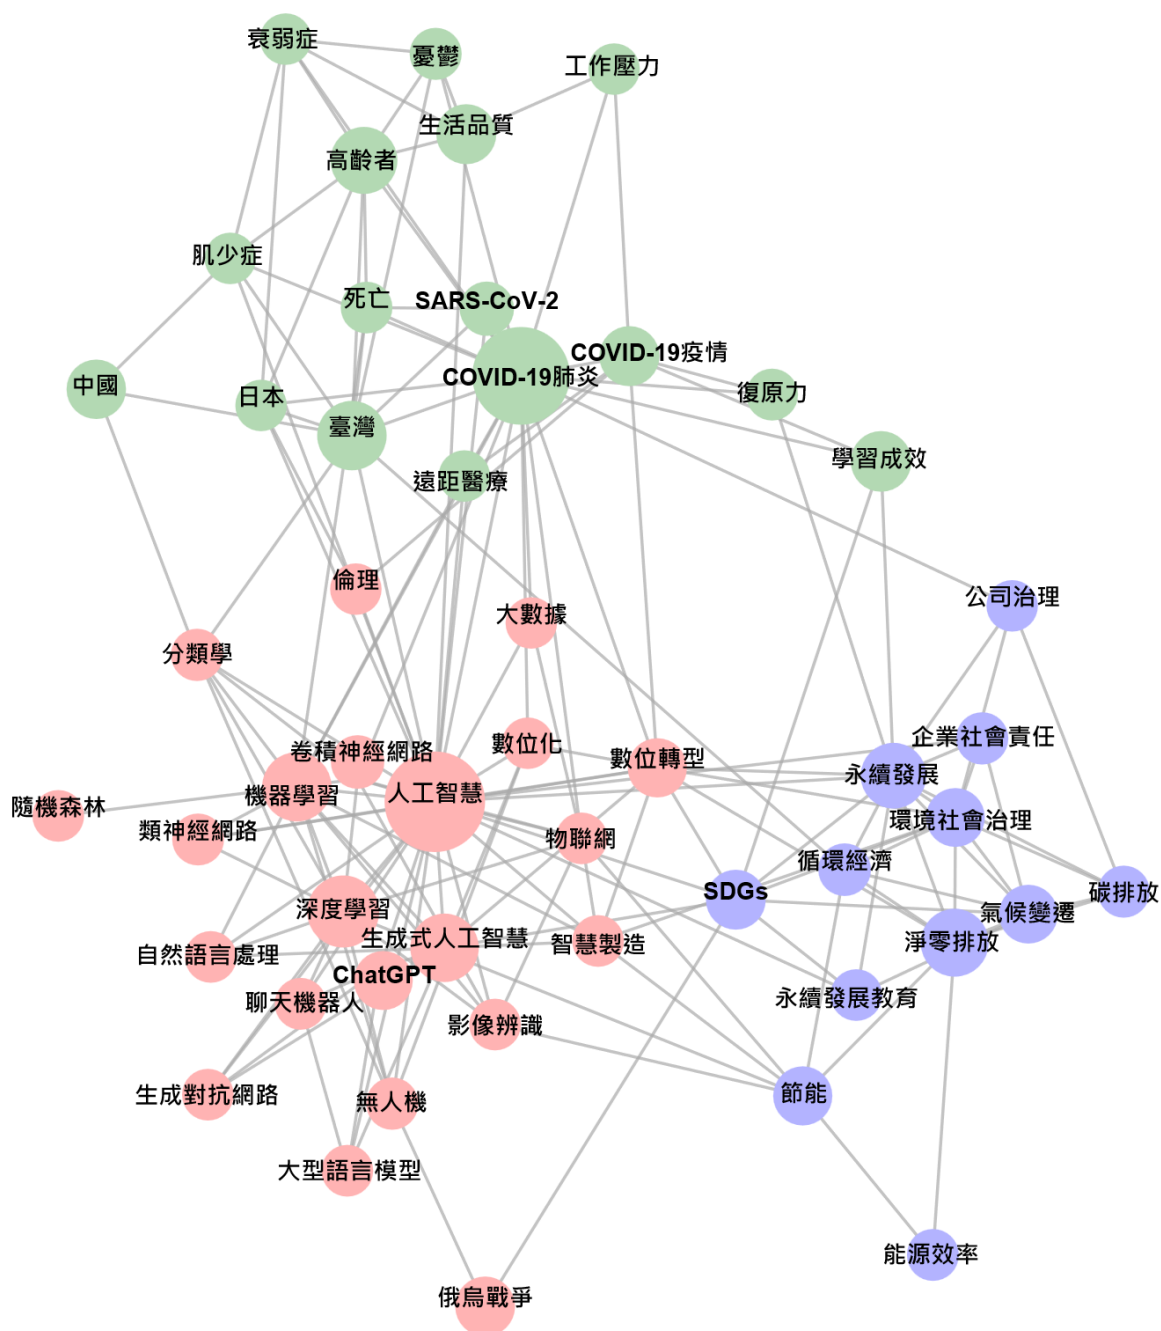 衰弱症
憂鬱
工作壓力
生活品質
高齡者
肌少症
死亡
SARS-CoV-2
COVID-19疫情
COVID-19肺炎
中國
日本
復原力
臺灣
學習成效
遠距醫療
倫理
公司治理
大數據
分類學
企業社會責任
數位化
卷積神經網路
數位轉型
永續發展
機器學習
人工智慧
隨機森林
類神經網路
物聯網
環境社會治理
循環經濟
SDGs
碳排放
深度學習
氣候變遷
生成式人工智慧
智慧製造
淨零排放
自然語言處理
ChatGPT
聊天機器人
永續發展教育
影像辨識
生成對抗網路
無人機
節能
大型語言模型
能源效率
俄烏戰爭